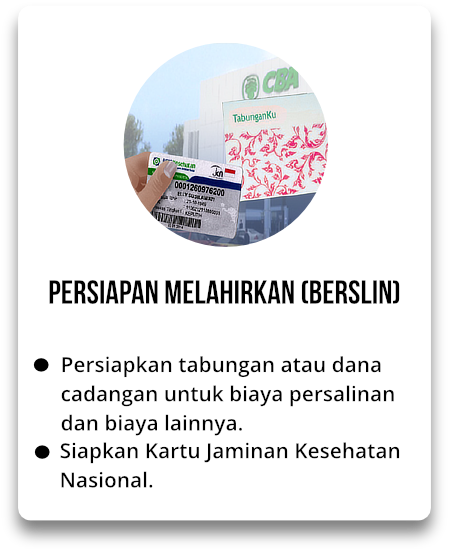 CBA
TabunganKu
0001260976200
PERSIAPAN MELAHIRKAN (BERSLIN)
● Persiapkan tabungan atau dana
cadangan untuk biaya persalinan
dan biaya lainnya.
● Siapkan Kartu Jaminan Kesehatan
Nasional.